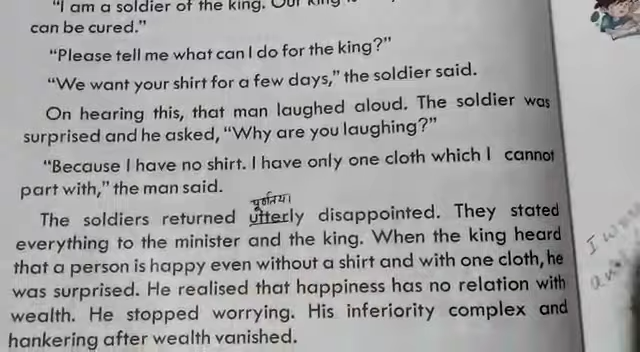 "I am a soldier of the king. Our king is
can be cured."
"Please tell me what can I do for the king?"
"We want your shirt for a few days," the soldier said.
On hearing this, that man laughed aloud. The soldier was
surprised and he asked, "Why are you laughing?"
"Because I have no shirt. I have only one cloth which I cannot
part with," the man said.
The soldiers returned utterly disappointed. They stated
everything to the minister and the king. When the king heard
that a person is happy even without a shirt and with one cloth, he
was surprised. He realised that happiness has no relation with
wealth. He stopped worrying. His inferiority complex and
hankering after wealth vanished.
I